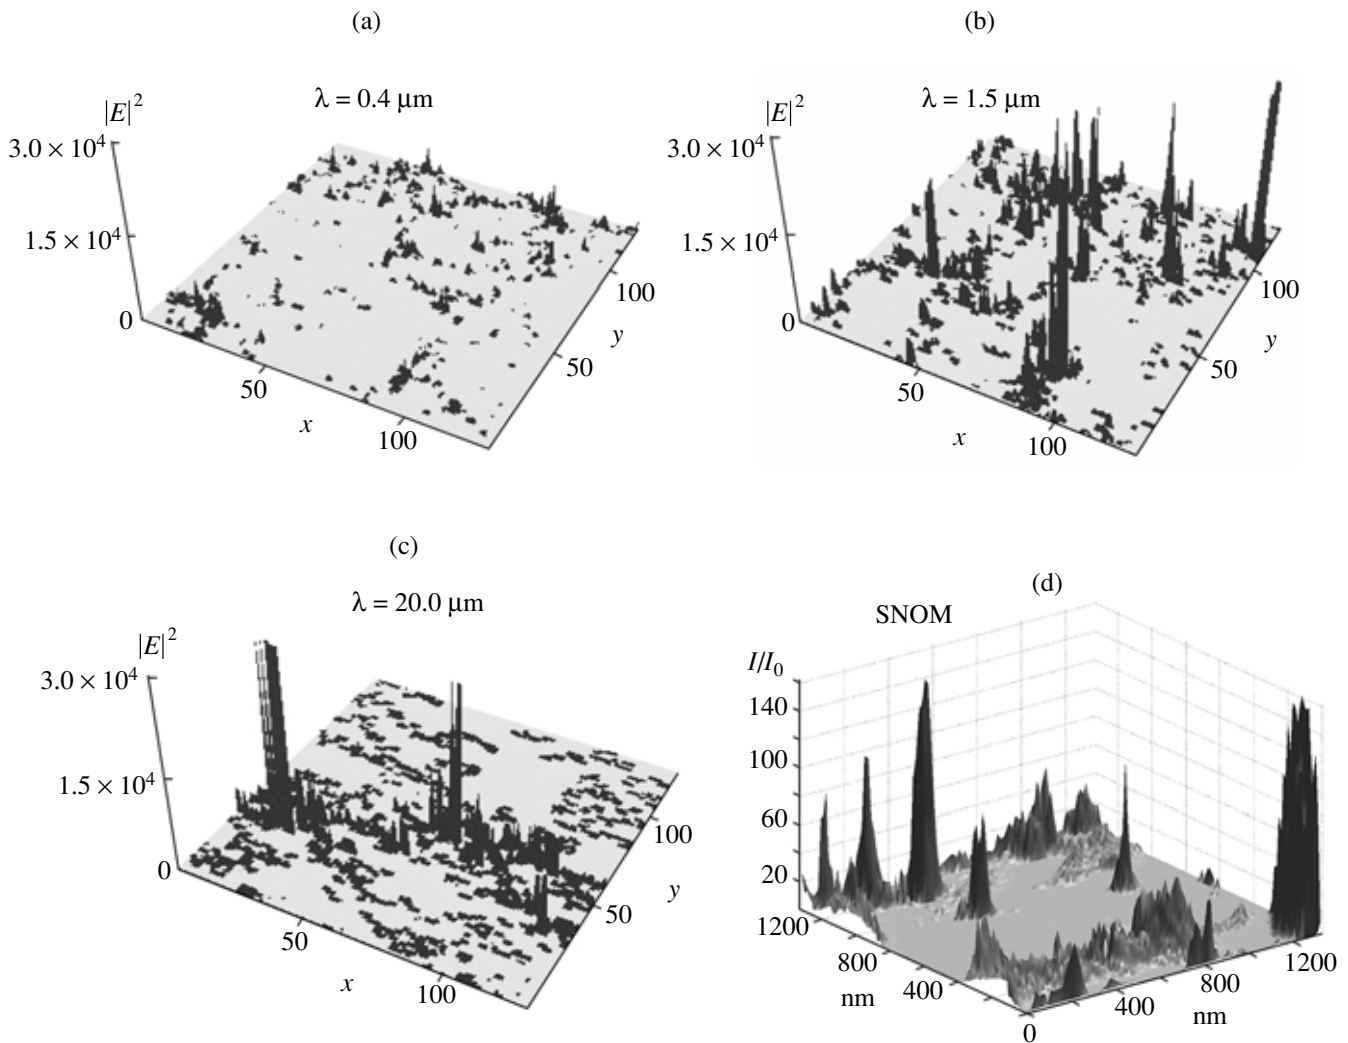 (a)
λ = 0.4 μm
|E|²
3.0 × 10⁴
1.5 × 10⁴
0
50
100
x
50
100
y
(b)
λ = 1.5 μm
|E|²
3.0 × 10⁴
1.5 × 10⁴
0
50
100
x
50
100
y
(c)
λ = 20.0 μm
|E|²
3.0 × 10⁴
1.5 × 10⁴
0
50
100
x
50
100
y
(d)
SNOM
I/I₀
140
100
60
20
1200
800
400
nm
0
400
800
1200
nm